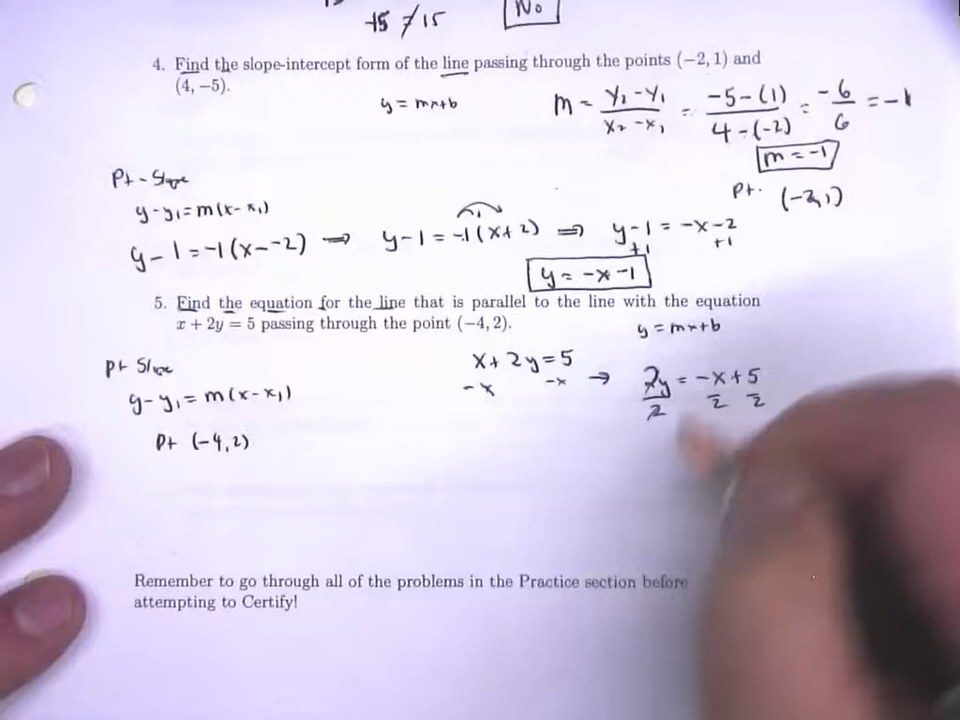 15 ≠ 15
No
4. Find the slope-intercept form of the line passing through the points (−2, 1) and
(4, −5).
y = mx+b
m = y₂ - y₁ / x₂ - x₁ = -5-(1) / 4-(-2) = -6/6 = -1
m = -1
Pt - Slope
Pt. (-2,1)
y-y₁ = m(x-x₁)
y-1 = -1(x--2) ⇒ y-1 = -1(x+2) ⇒ y-1 = -x-2
+1 +1
y = -x-1
5. Find the equation for the line that is parallel to the line with the equation
x + 2y = 5 passing through the point (−4, 2).
y = mx+b
Pt Slope
x+2y=5
-x -x
→ 2y/2 = -x/2 + 5/2
y-y₁ = m(x-x₁)
Pt (-4,2)
Remember to go through all of the problems in the Practice section before
attempting to Certify!